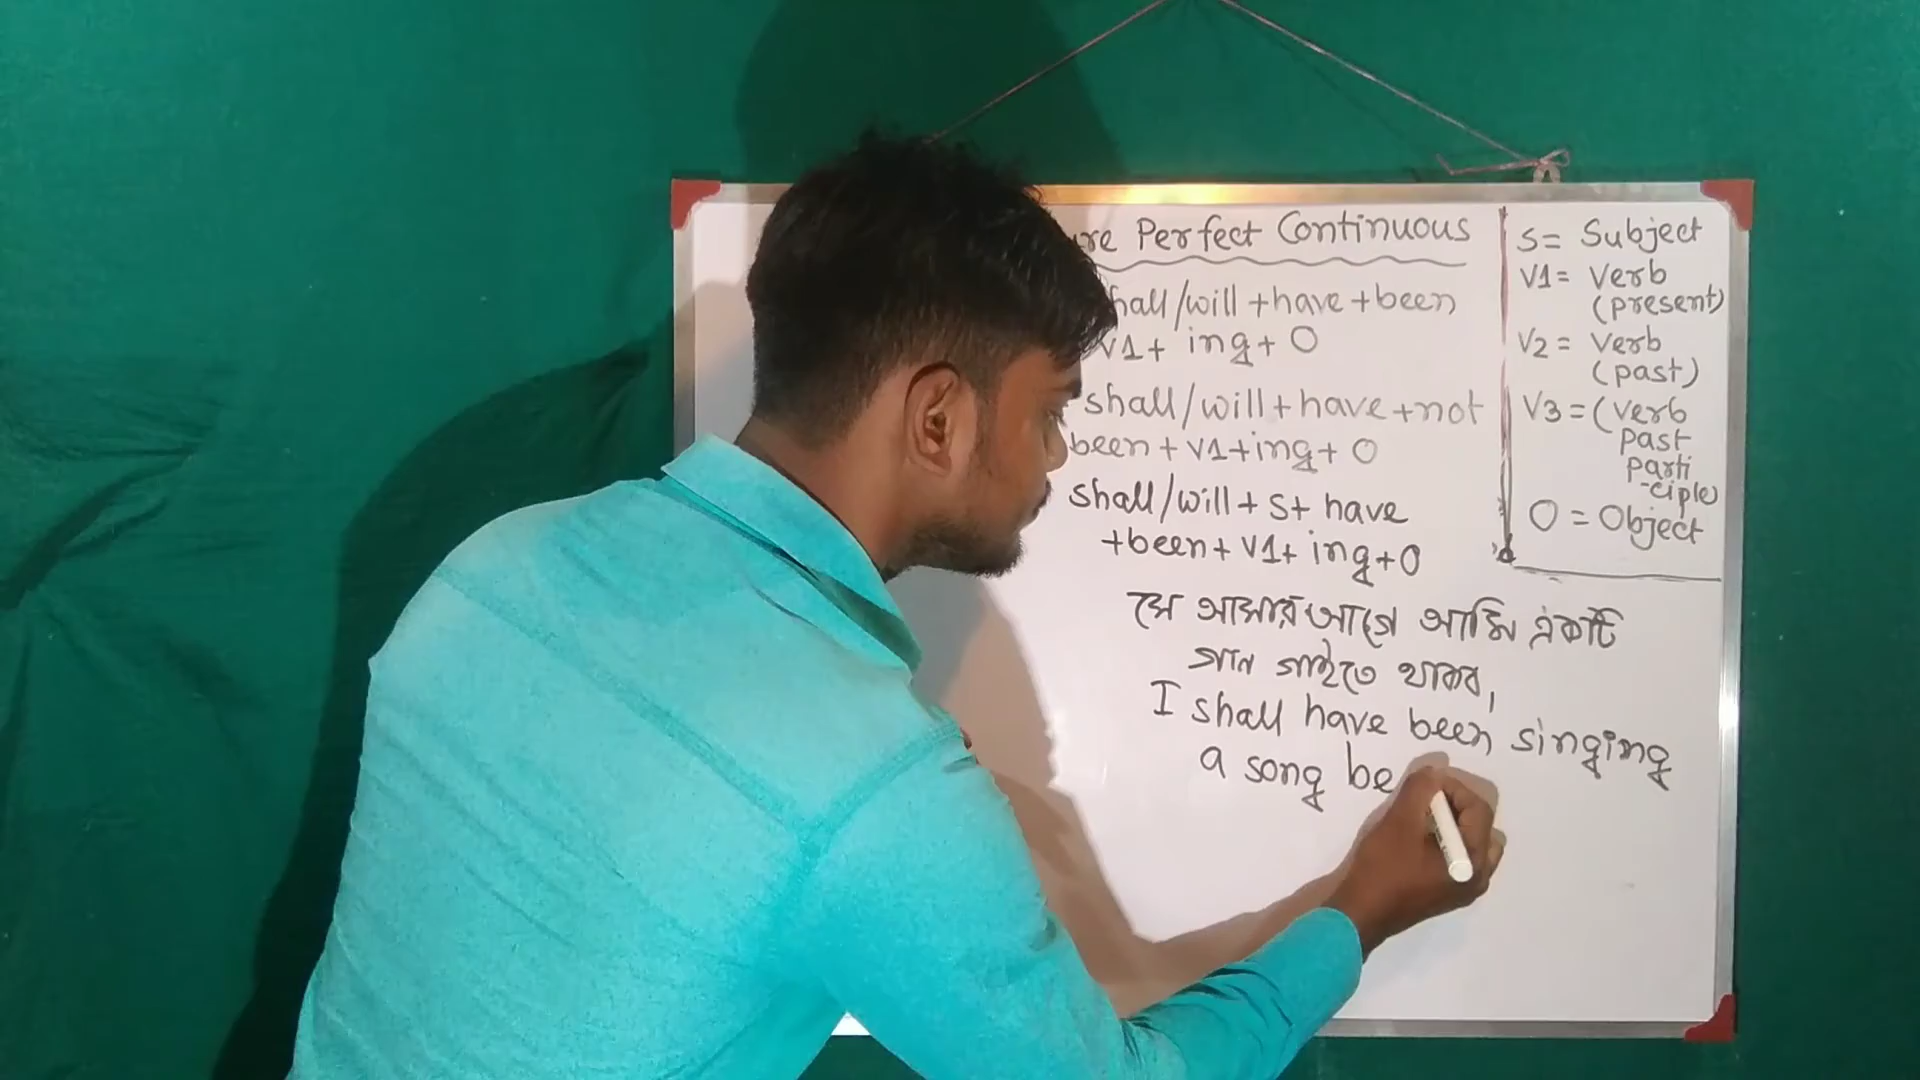 Perfect Continuous
shall/will + have + been
V1 + ing + O
shall/will + have + not
been + V1 + ing + O
shall/will + S + have
+ been + V1 + ing + O
সে আসার আগে আমি একটি
গান গাইতে থাকব,
I shall have been singing
a song be
S = Subject
V1 = Verb
(present)
V2 = Verb
(past)
V3 = (verb
past
parti
-ciple)
O = Object